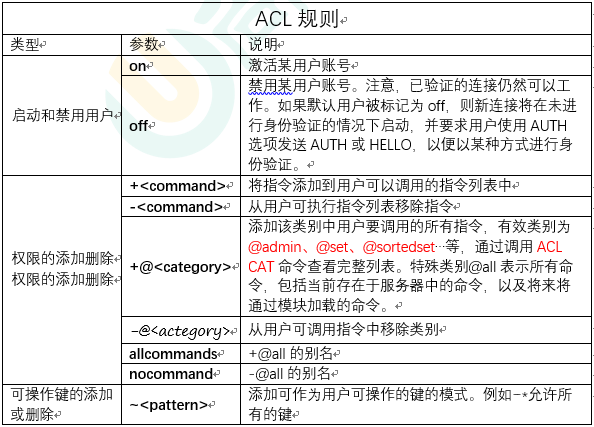 ACL 规则
类型 参数 说明
启动和禁用用户
on 激活某用户账号
off
禁用某用户账号。注意，已验证的连接仍然可以工
作。如果默认用户被标记为 off，则新连接将在未进
行身份验证的情况下启动，并要求用户使用 AUTH
选项发送 AUTH 或 HELLO，以便以某种方式进行身
份验证。
权限的添加删除
权限的添加删除
+<command> 将指令添加到用户可以调用的指令列表中
-<command> 从用户可执行指令列表移除指令
+@<category>
添加该类别中用户要调用的所有指令，有效类别为
@admin、@set、@sortedset…等，通过调用 ACL
CAT 命令查看完整列表。特殊类别@all 表示所有命
令，包括当前存在于服务器中的命令，以及将来将
通过模块加载的命令。
-@<actegory> 从用户可调用指令中移除类别
allcommands +@all 的别名
nocommand -@all 的别名
可操作键的添加
或删除
~<pattern>
添加可作为用户可操作的键的模式。例如~*允许所
有的键